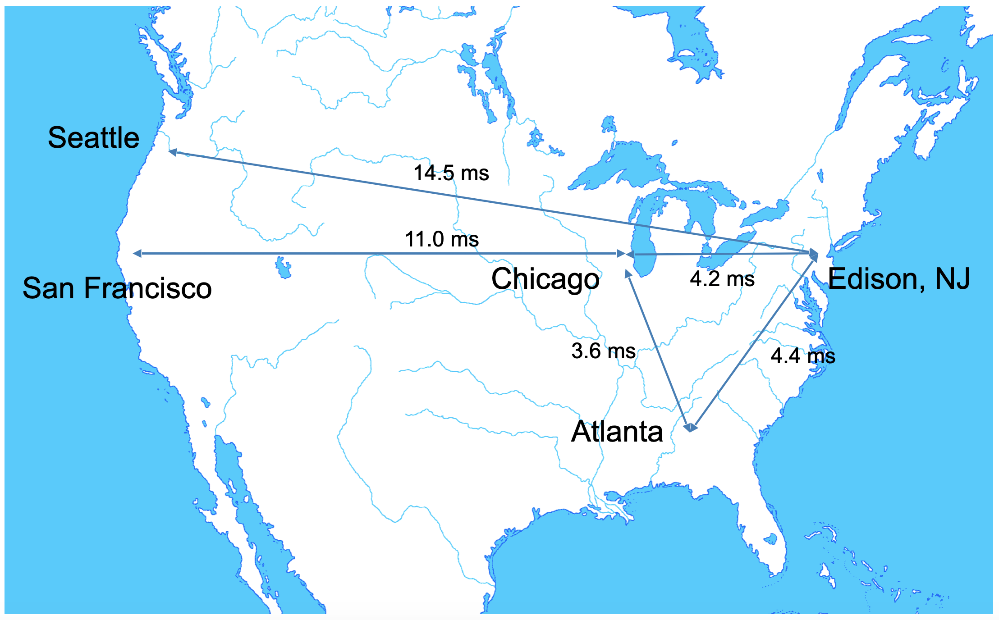 Seattle
14.5 ms
11.0 ms
San Francisco
Chicago
4.2 ms
Edison, NJ
3.6 ms
4.4 ms
Atlanta